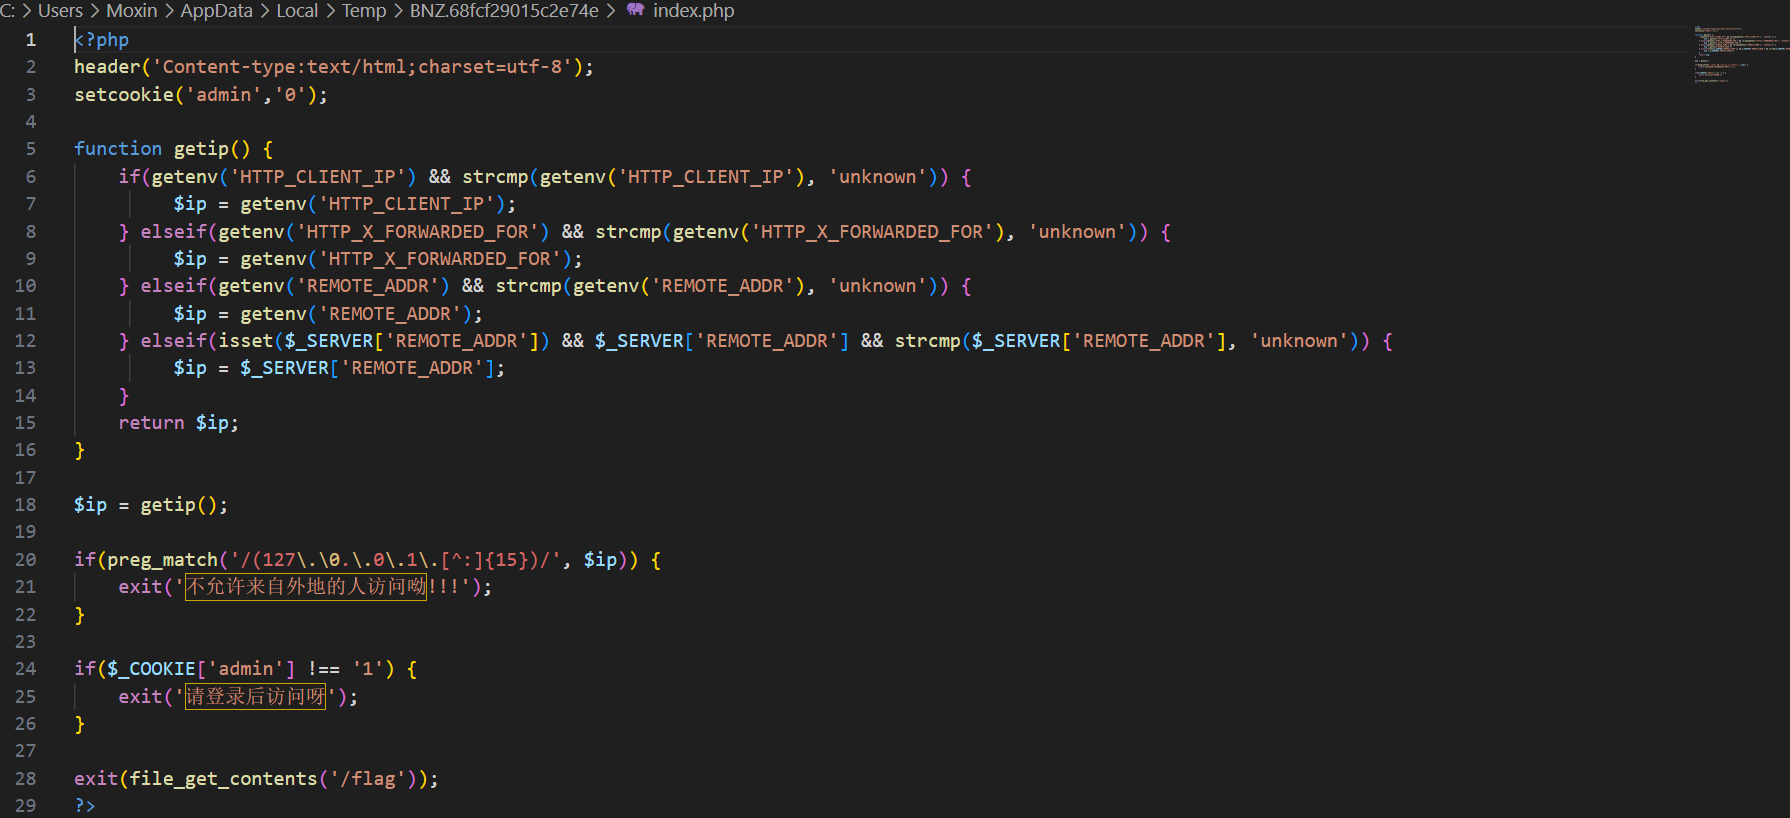 C: > Users > Moxin > AppData > Local > Temp > BNZ.68fcf29015c2e74e > index.php
1 <?php
2 header('Content-type:text/html;charset=utf-8');
3 setcookie('admin','0');
4
5 function getip() {
6     if(getenv('HTTP_CLIENT_IP') && strcmp(getenv('HTTP_CLIENT_IP'), 'unknown')) {
7         $ip = getenv('HTTP_CLIENT_IP');
8     } elseif(getenv('HTTP_X_FORWARDED_FOR') && strcmp(getenv('HTTP_X_FORWARDED_FOR'), 'unknown')) {
9         $ip = getenv('HTTP_X_FORWARDED_FOR');
10     } elseif(getenv('REMOTE_ADDR') && strcmp(getenv('REMOTE_ADDR'), 'unknown')) {
11         $ip = getenv('REMOTE_ADDR');
12     } elseif(isset($_SERVER['REMOTE_ADDR']) && $_SERVER['REMOTE_ADDR'] && strcmp($_SERVER['REMOTE_ADDR'], 'unknown')) {
13         $ip = $_SERVER['REMOTE_ADDR'];
14     }
15     return $ip;
16 }
17
18 $ip = getip();
19
20 if(preg_match('/(127\.\0.\.0\.1\.[^:]{15})/', $ip)) {
21     exit('不允许来自外地的人访问呦!!!');
22 }
23
24 if($_COOKIE['admin'] !== '1') {
25     exit('请登录后访问呀');
26 }
27
28 exit(file_get_contents('/flag'));
29 ?>